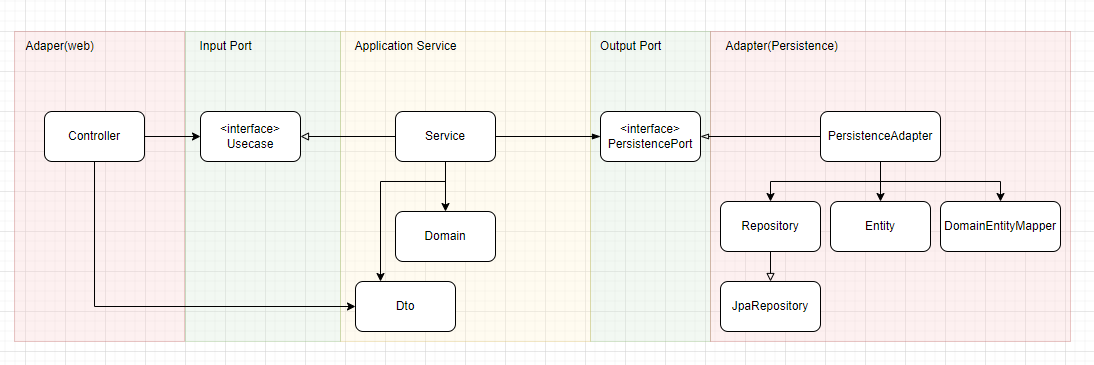 Adaper(web)
Input Port
Application Service
Output Port
Adapter(Persistence)
Controller
<interface>
Usecase
Service
<interface>
PersistencePort
PersistenceAdapter
Domain
Repository
Entity
DomainEntityMapper
Dto
JpaRepository